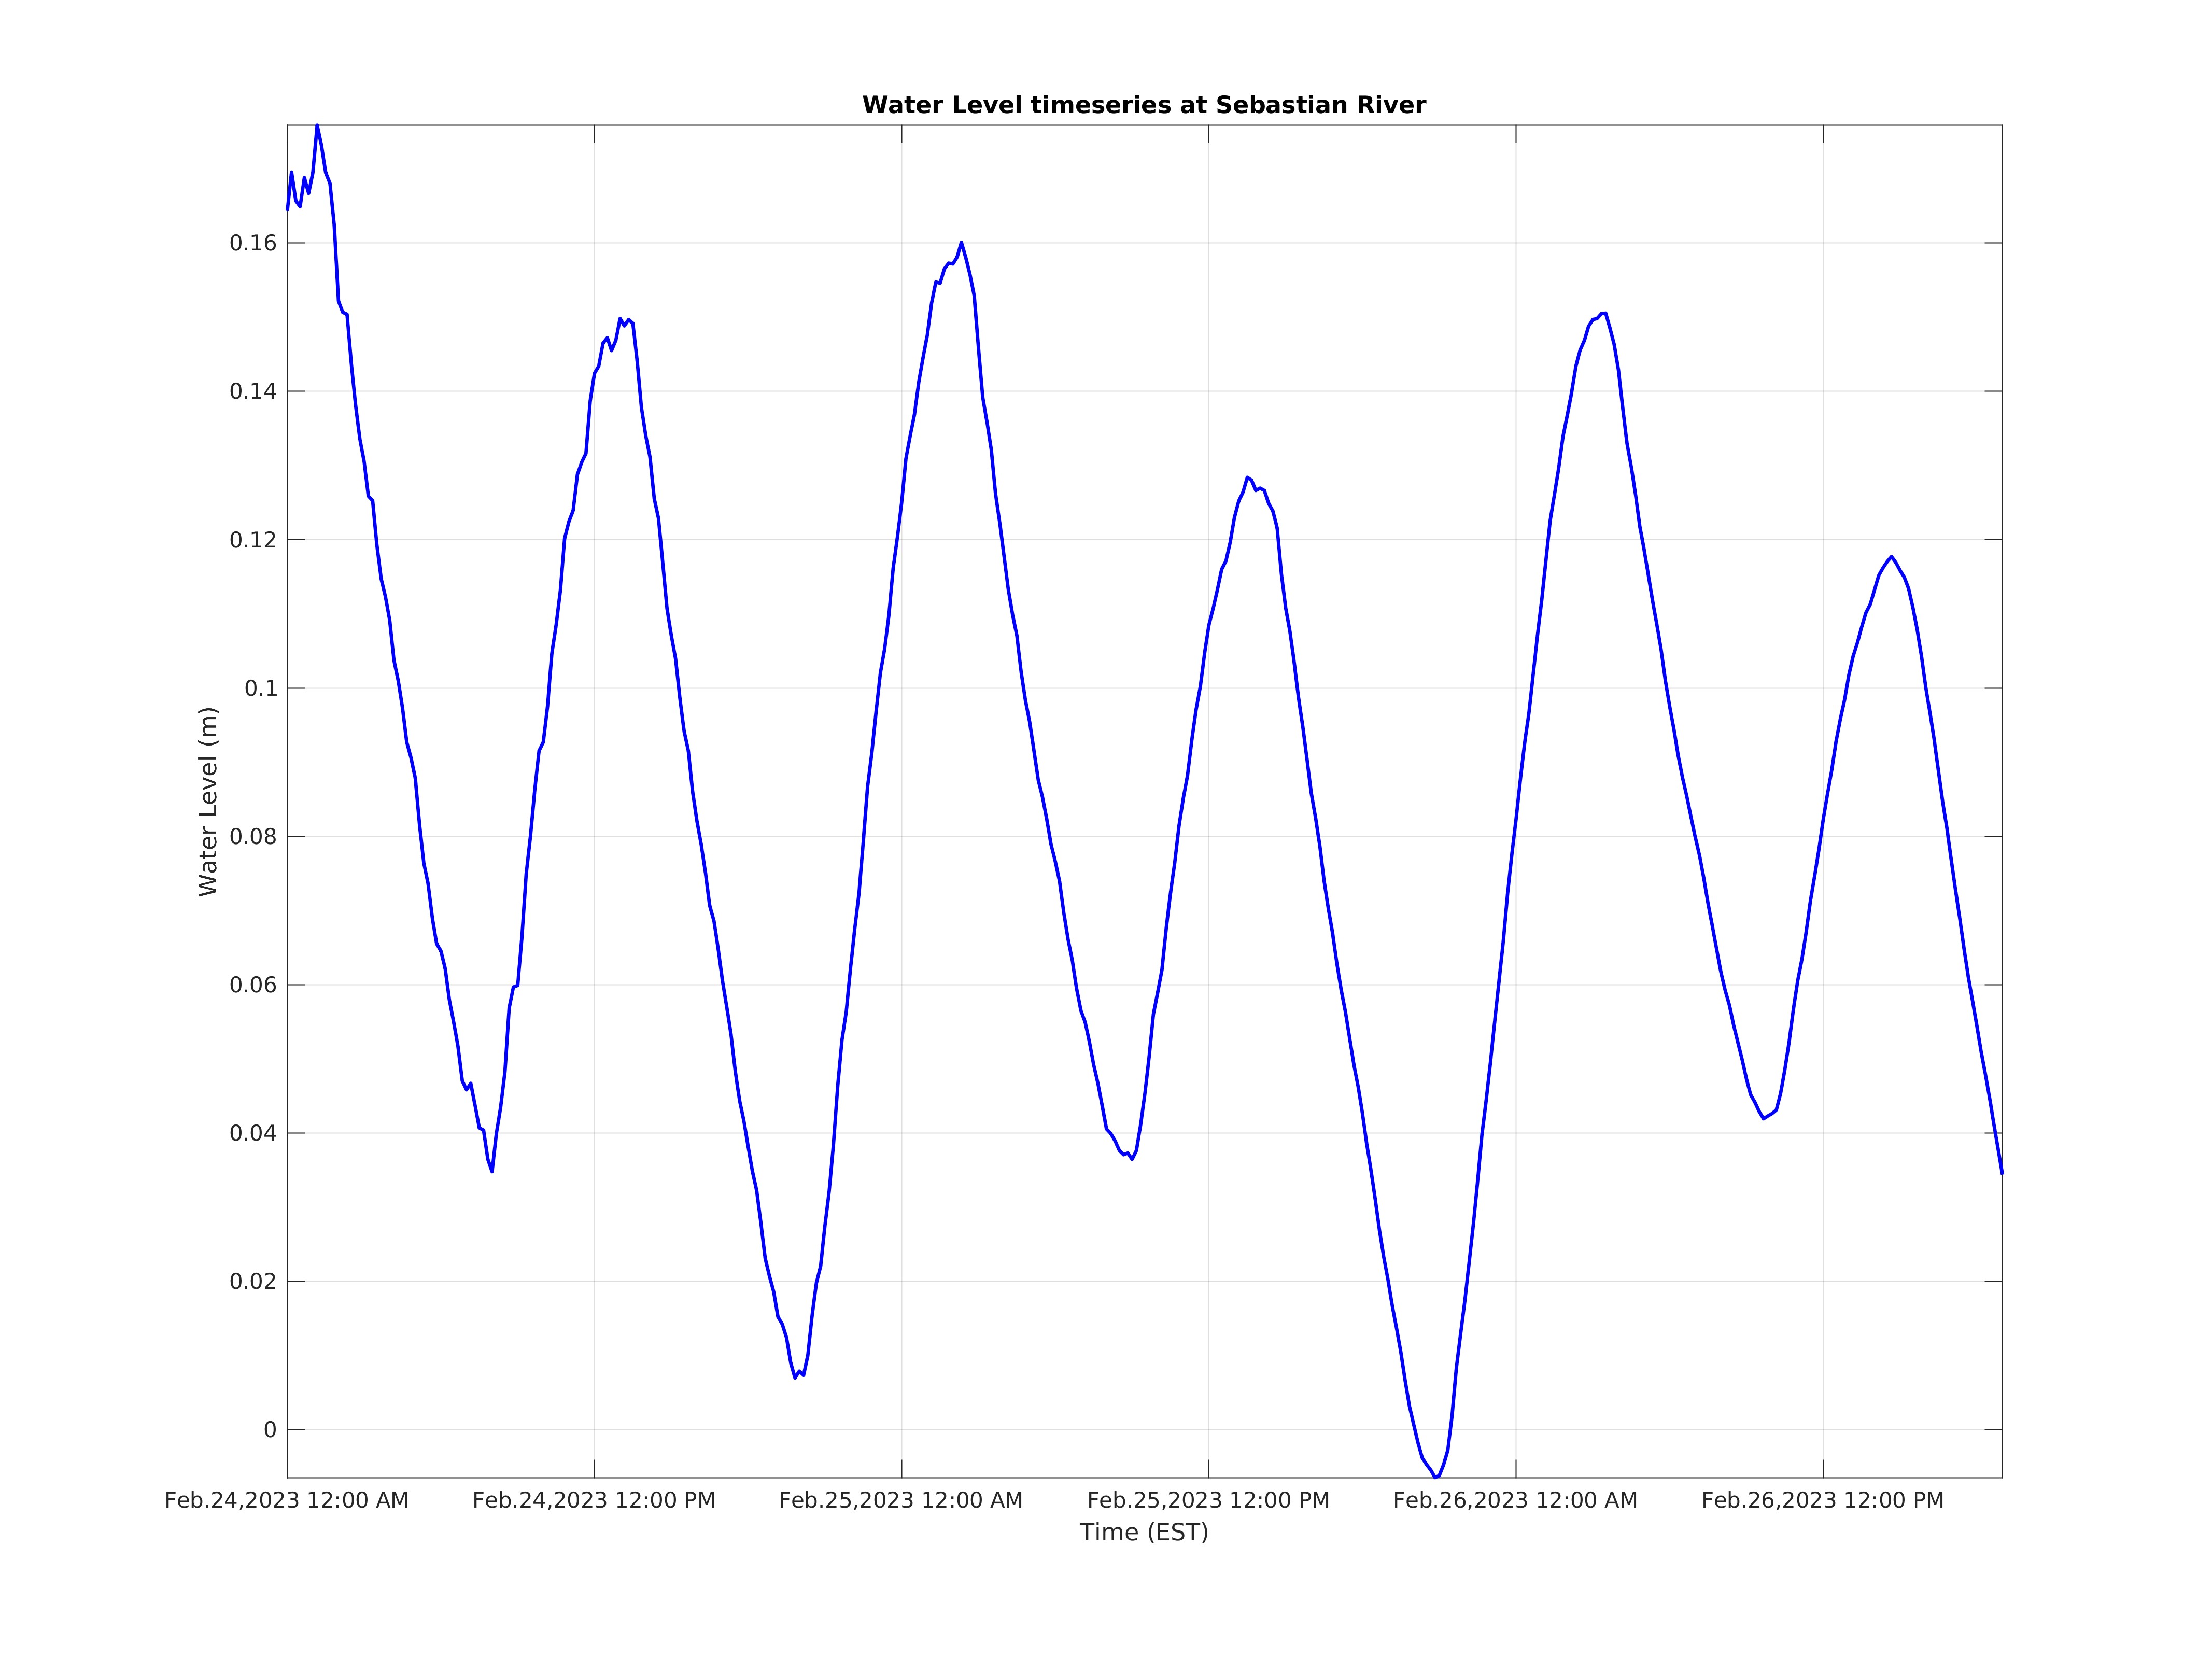 Water Level timeseries at Sebastian River
0.16
0.14
0.12
0.1
0.08
0.06
0.04
0.02
0
Water Level (m)
Feb.24,2023 12:00 AM
Feb.24,2023 12:00 PM
Feb.25,2023 12:00 AM
Feb.25,2023 12:00 PM
Feb.26,2023 12:00 AM
Feb.26,2023 12:00 PM
Time (EST)